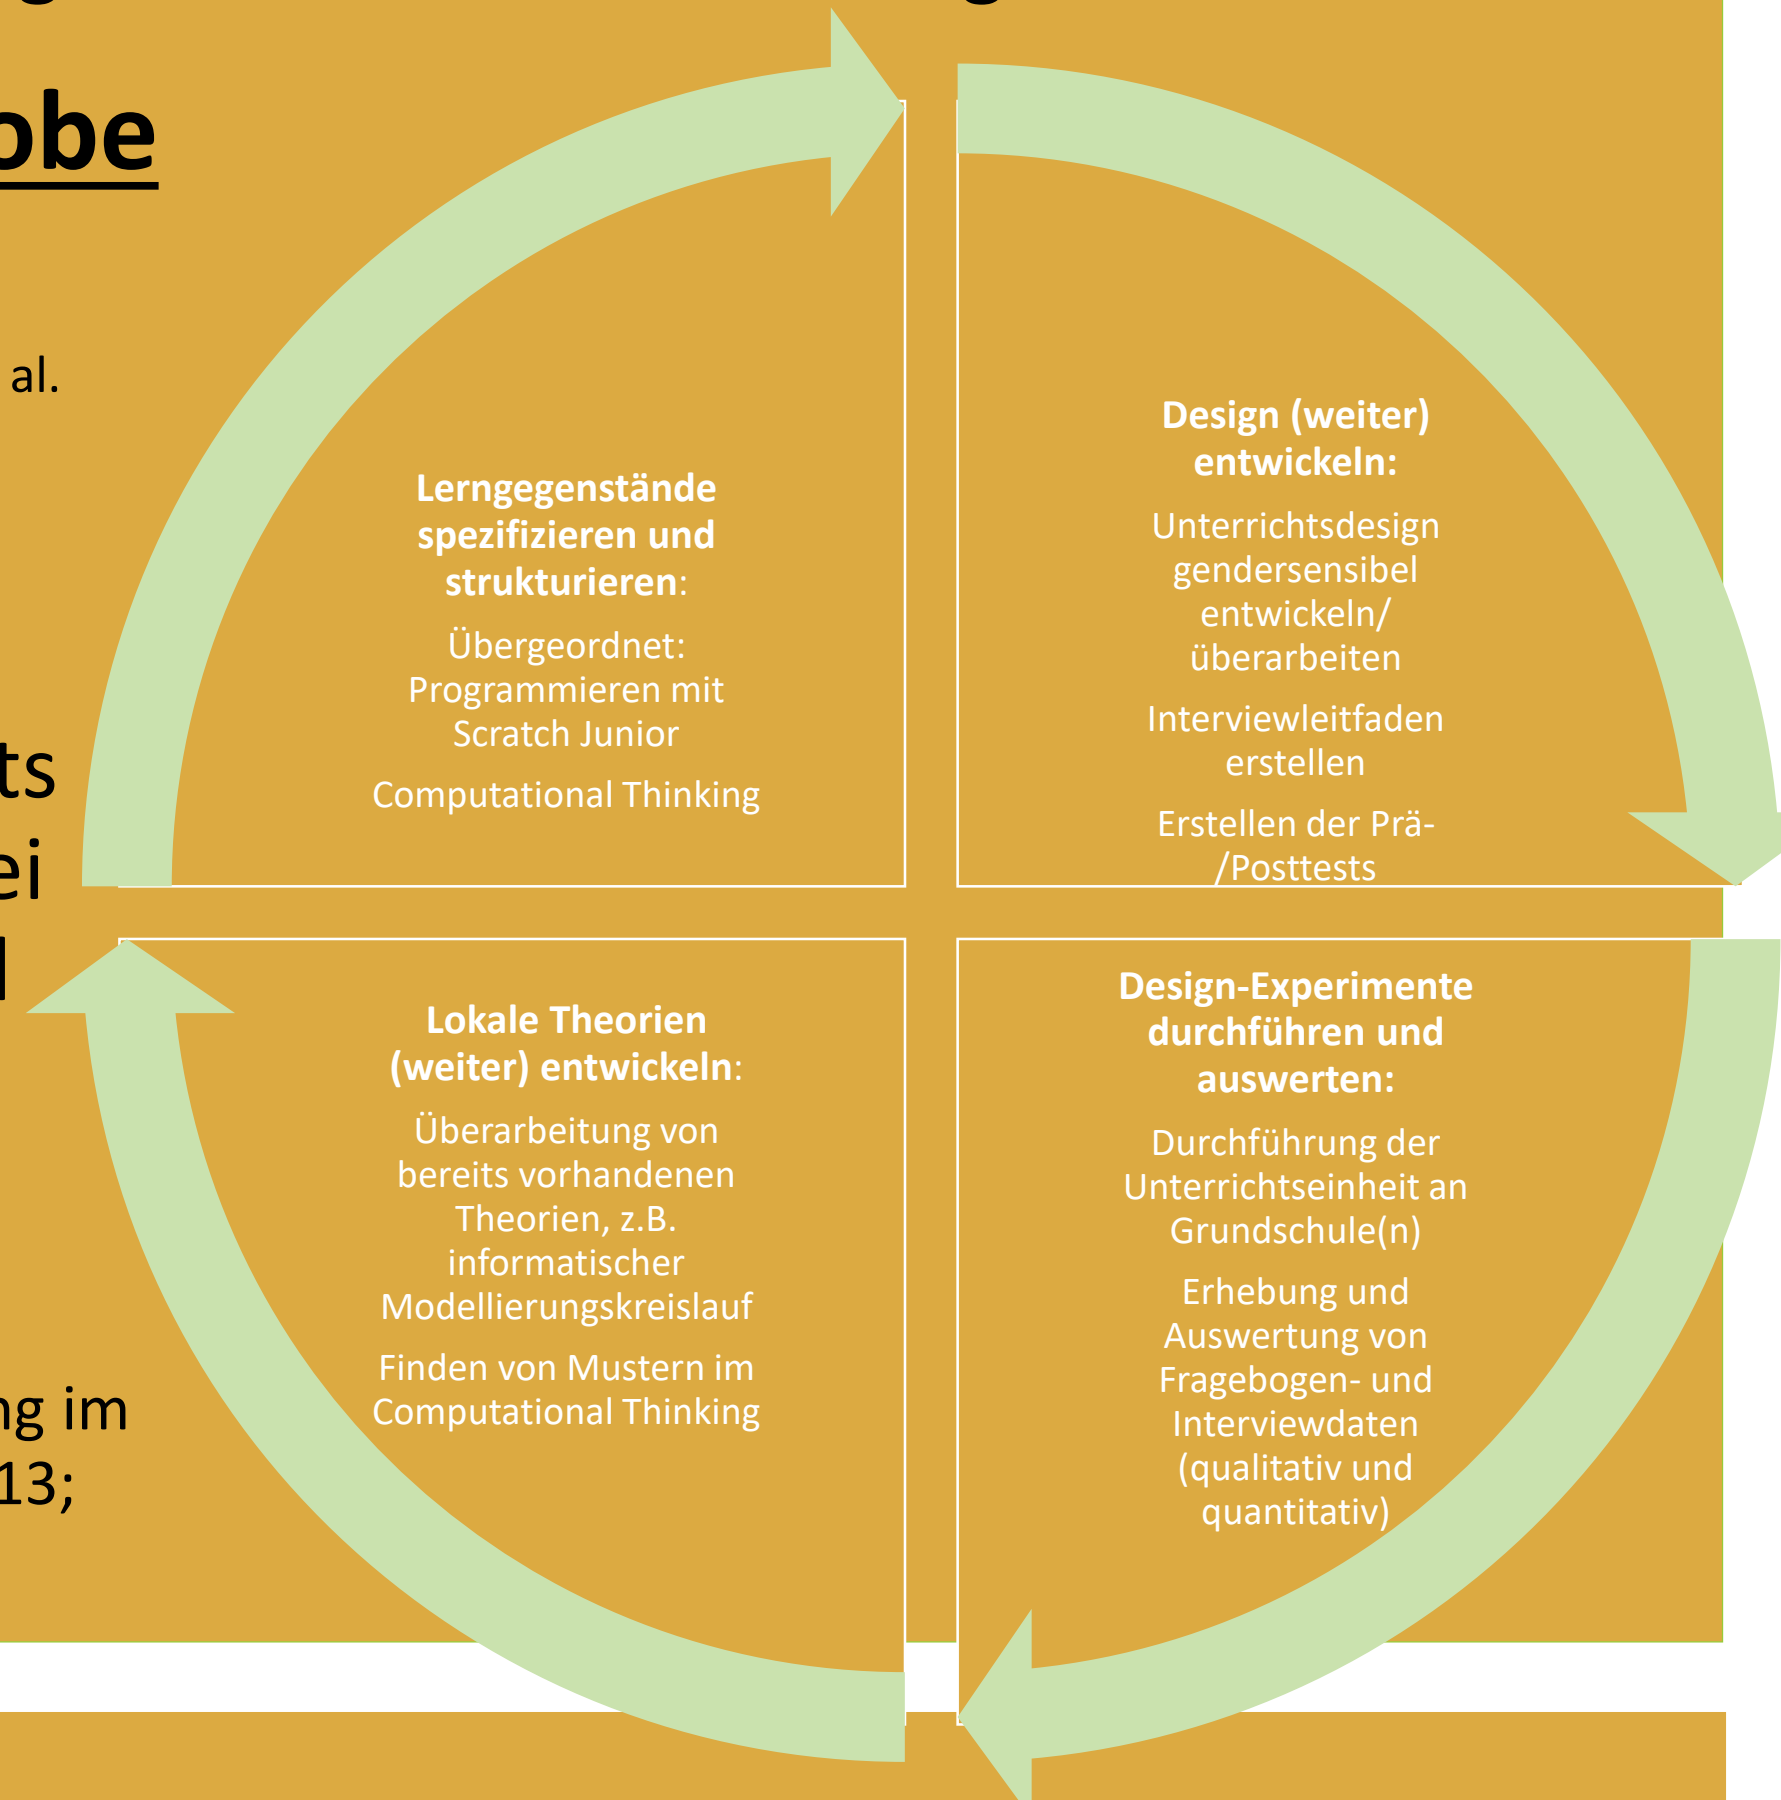 obe
al.
ts
ei
ng im
13;
Lerngegenstände
spezifizieren und
strukturieren:
Übergeordnet:
Programmieren mit
Scratch Junior
Computational Thinking
Design (weiter)
entwickeln:
Unterrichtsdesign
gendersensibel
entwickeln/
überarbeiten
Interviewleitfaden
erstellen
Erstellen der Prä-
/Posttests
Lokale Theorien
(weiter) entwickeln:
Überarbeitung von
bereits vorhandenen
Theorien, z.B.
informatischer
Modellierungskreislauf
Finden von Mustern im
Computational Thinking
Design-Experimente
durchführen und
auswerten:
Durchführung der
Unterrichtseinheit an
Grundschule(n)
Erhebung und
Auswertung von
Fragebogen- und
Interviewdaten
(qualitativ und
quantitativ)